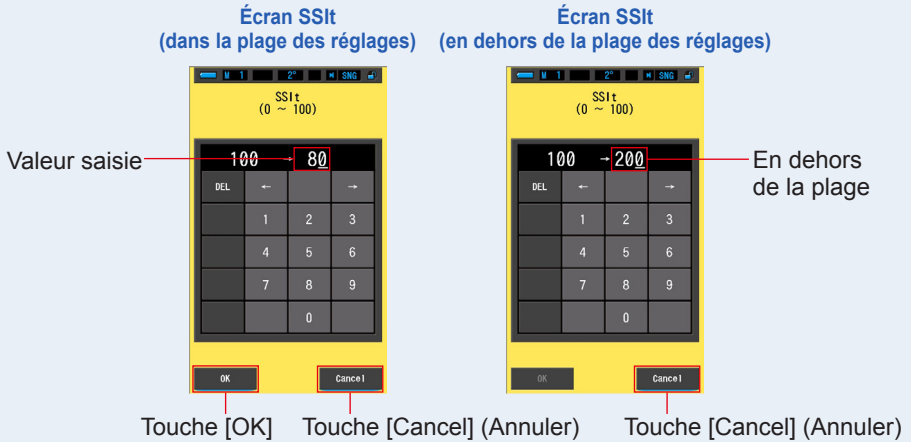 Écran SSIt
(dans la plage des réglages)
Écran SSIt
(en dehors de la plage des réglages)
M 1 2° SNG
SSIt
(0 ~ 100)
100 → 80
DEL ← →
1 2 3
4 5 6
7 8 9
0
OK Cancel
Valeur saisie
Touche [OK]
Touche [Cancel] (Annuler)
M 1 2° SNG
SSIt
(0 ~ 100)
100 → 200
DEL ← →
1 2 3
4 5 6
7 8 9
0
OK Cancel
En dehors
de la plage
Touche [Cancel] (Annuler)